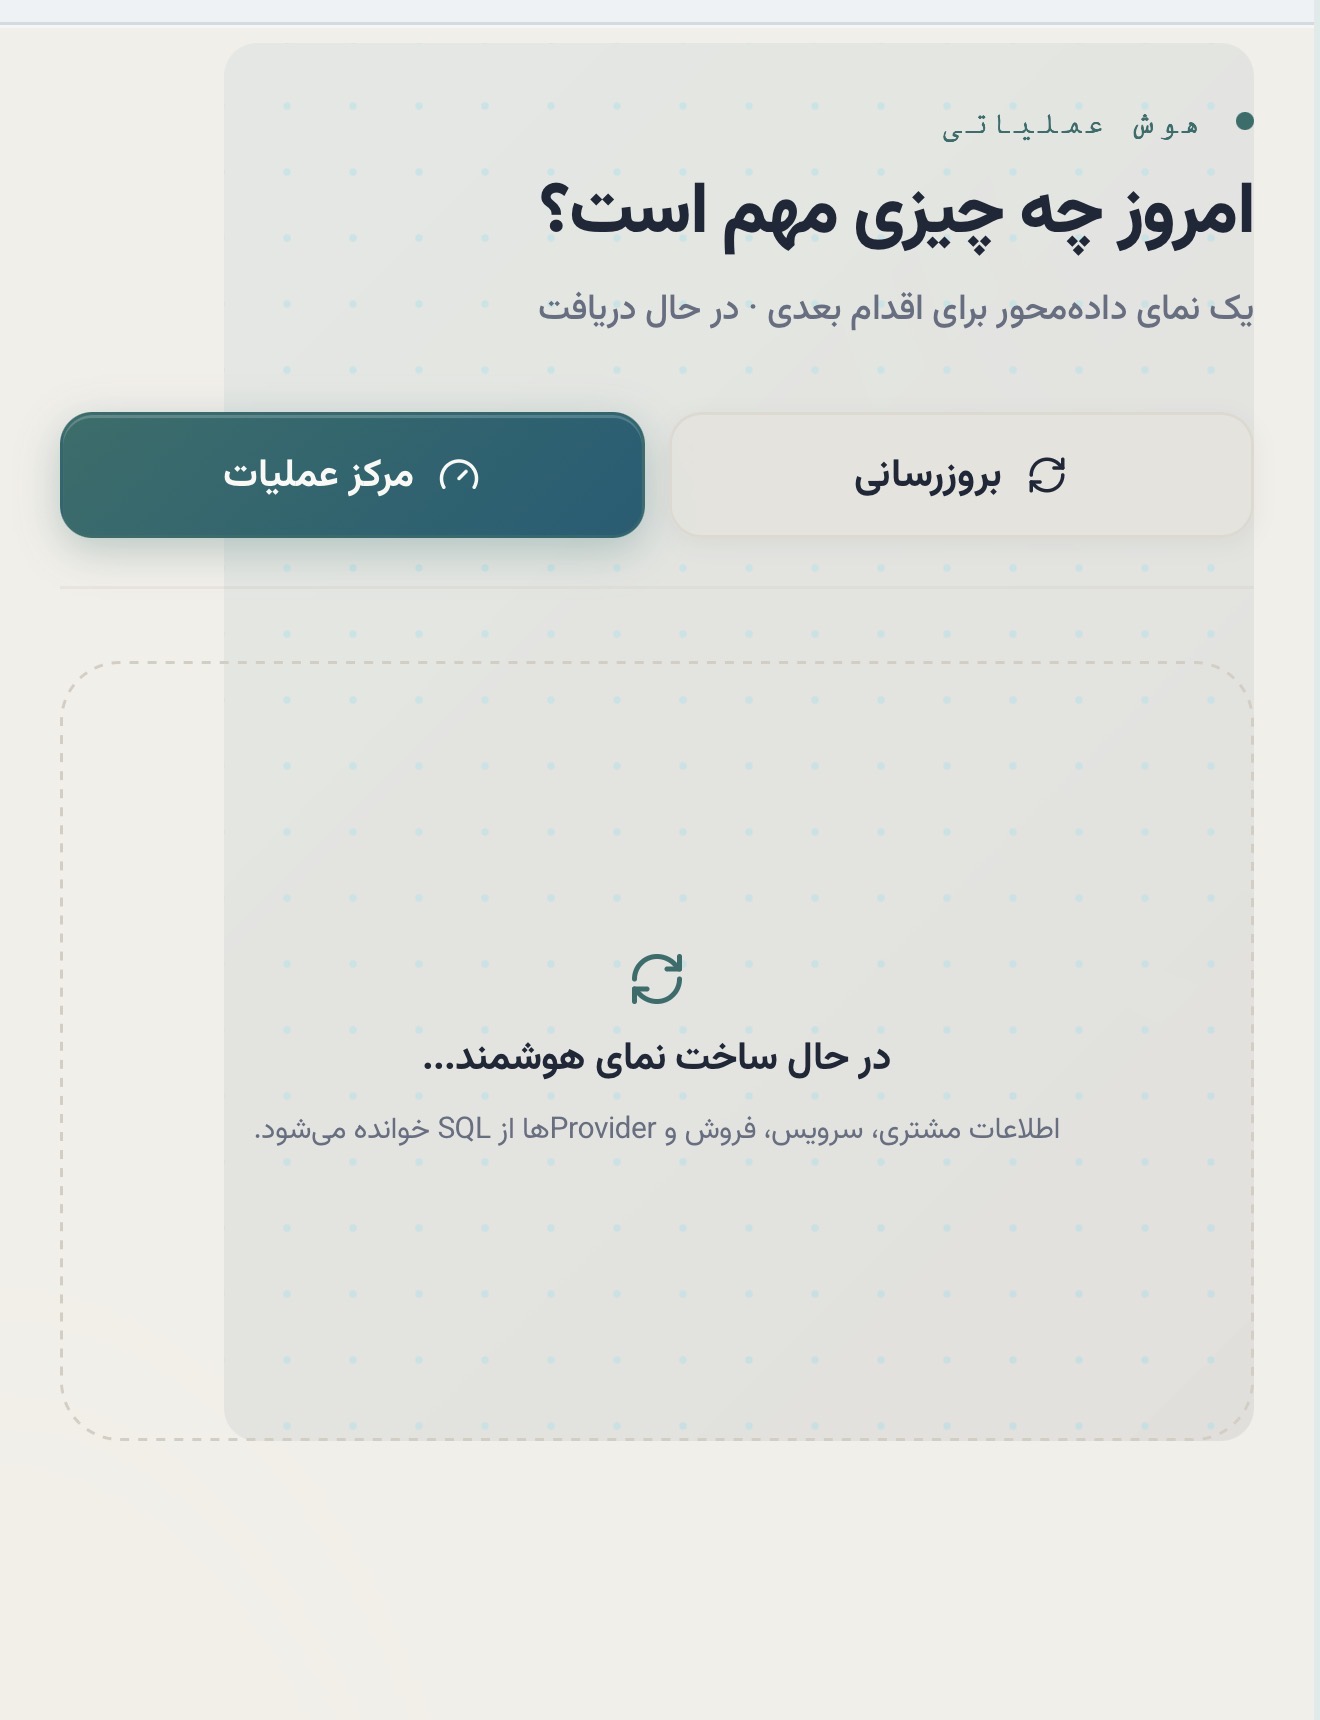 هوش عملیاتی
امروز چه چیزی مهم است؟
یک نمای داده‌محور برای اقدام بعدی · در حال دریافت
بروزرسانی
مرکز عملیات
در حال ساخت نمای هوشمند...
اطلاعات مشتری، سرویس، فروش و Providerها از SQL خوانده می‌شود.